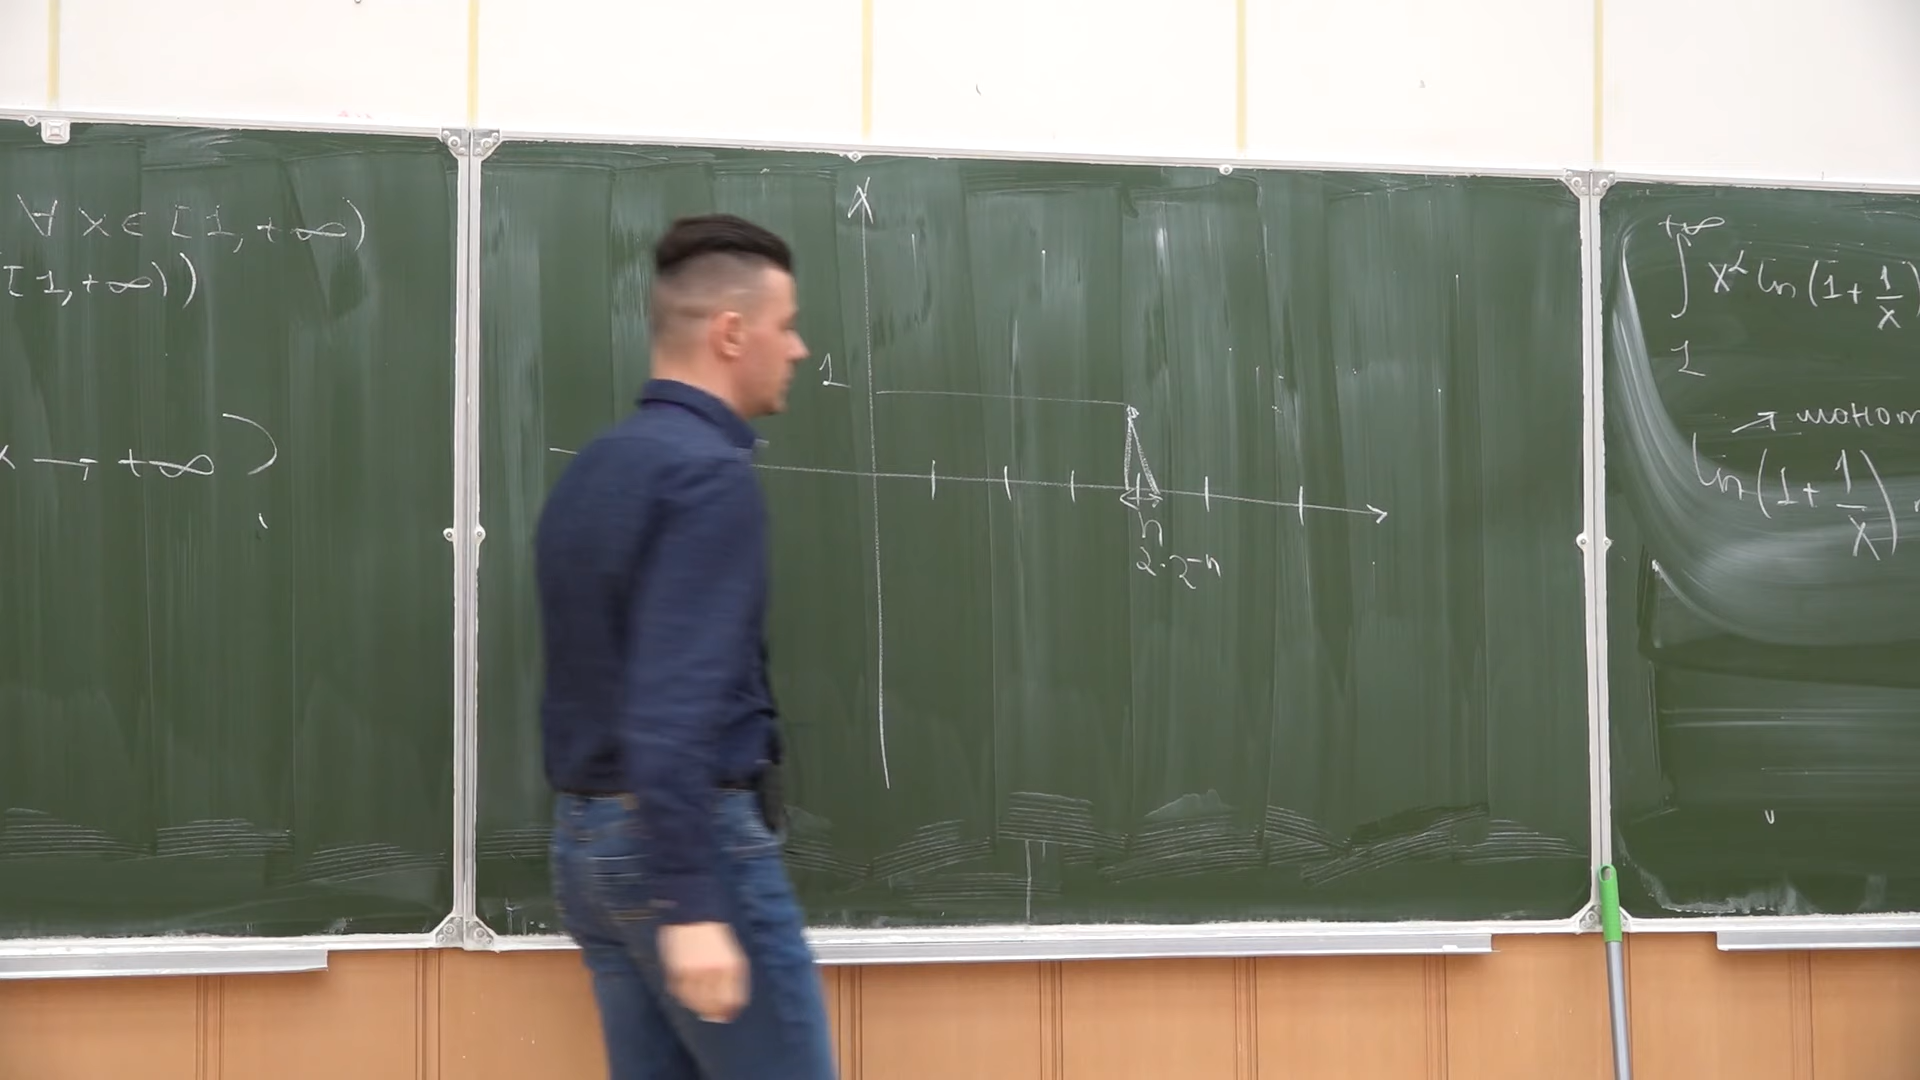 ∀ x ∈ [1, +∞)
[1, +∞))
x → +∞)
1
n
2·2⁻ⁿ
+∞
∫ x^α ln(1 + 1/x)
1
↗ монот
ln(1 + 1/x)